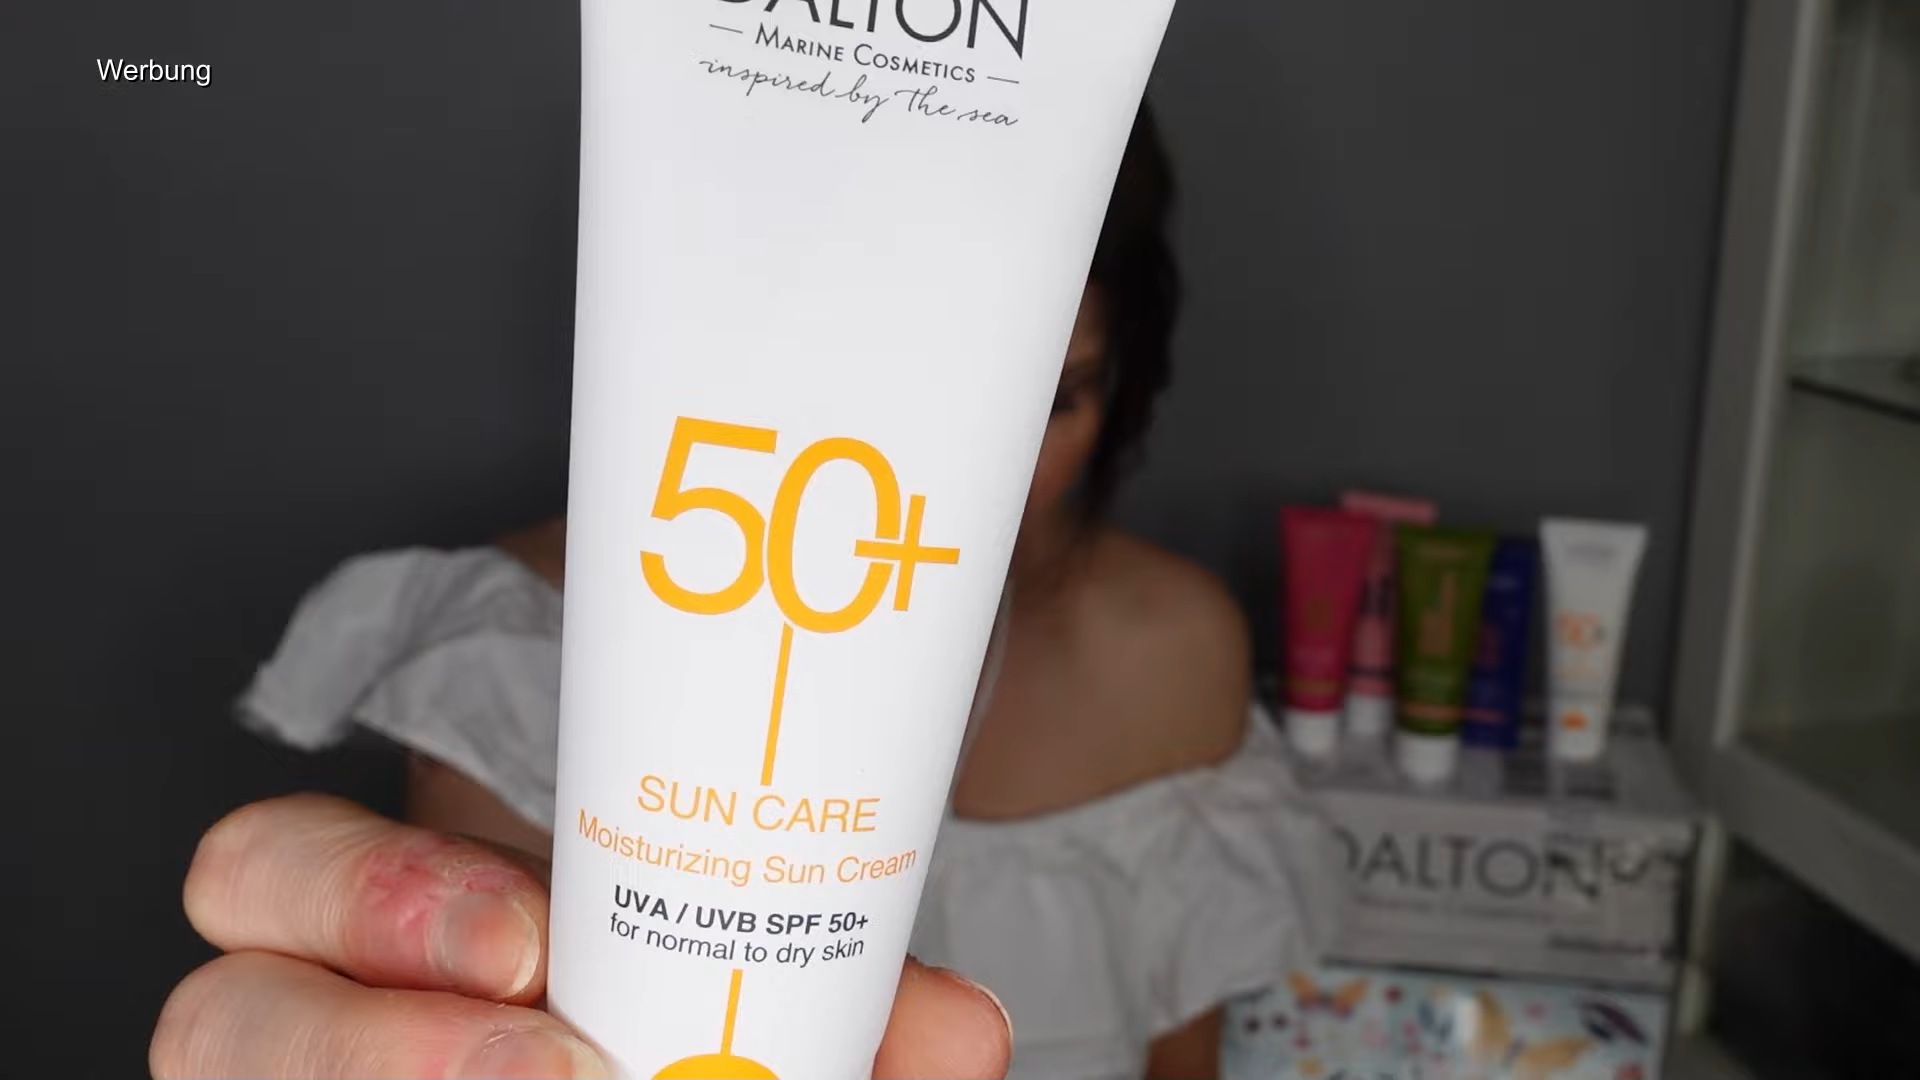 Werbung
DALTON
MARINE COSMETICS
inspired by the sea
50+
SUN CARE
Moisturizing Sun Cream
UVA / UVB SPF 50+
for normal to dry skin
DALTON